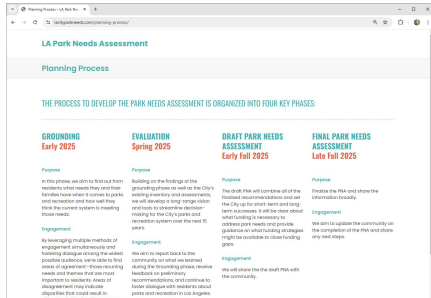 Planning Process – LA Park Nee
lacityparkneeds.com/planning-process/
LA Park Needs Assessment
Planning Process
THE PROCESS TO DEVELOP THE PARK NEEDS ASSESSMENT IS ORGANIZED INTO FOUR KEY PHASES:
GROUNDING
Early 2025
Purpose
In this phase, we aim to find out from
residents what needs they and their
families have when it comes to parks
and recreation and how well they
think the current system is meeting
those needs.
Engagement
By leveraging multiple methods of
engagement simultaneously and
fostering dialogue among the widest
possible audience, we're able to find
areas of agreement—those recurring
needs and themes that are most
important to residents. Areas of
disagreement may indicate
disparities that could result in
EVALUATION
Spring 2025
Purpose
Building on the findings of the
grounding phase as well as the City's
existing inventory and assessments,
we will develop a long-range vision
and tools to streamline decision-
making for the City's parks and
recreation system over the next 15
years.
Engagement
We aim to report back to the
community on what we learned
during the Grounding phase, receive
feedback on preliminary
recommendations, and continue to
foster dialogue with residents about
parks and recreation in Los Angeles.
DRAFT PARK NEEDS
ASSESSMENT
Early Fall 2025
Purpose
The draft PNA will combine all of the
finalized recommendations and set
the City up for short-term and long-
term successes. It will be clear about
what funding is necessary to
address park needs and provide
guidance on what funding strategies
might be available to close funding
gaps.
Engagement
We will share the draft PNA with
the community.
FINAL PARK NEEDS
ASSESSMENT
Late Fall 2025
Purpose
Finalize the PNA and share the
information broadly.
Engagement
We aim to update the community on
the completion of the PNA and share
any next steps.